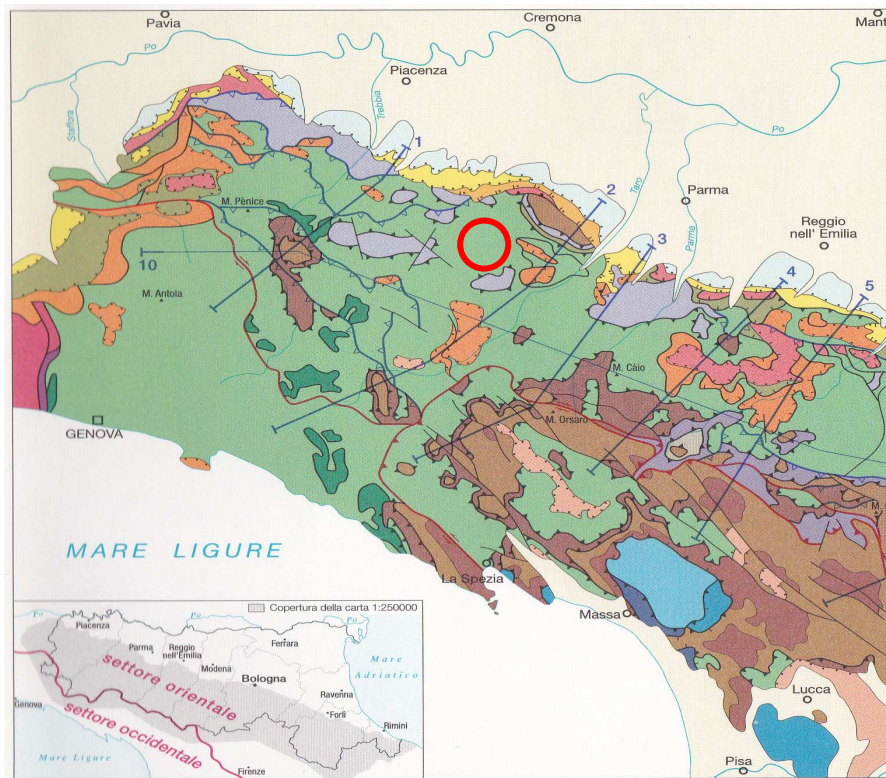 Pavia
Cremona
Mant
Po
Piacenza
Staffora
Trebbia
Po
1
Taro
2
Parma
M. Pènice
Parma
Reggio
nell' Emilia
3
10
4
5
M. Antola
M. Càio
M. Orsaro
GENOVA
M.
MARE LIGURE
La Spezia
Massa
Lucca
Pisa
Copertura della carta 1:250000
Po
Po
Po
Piacenza
Parma
Reggio
nell'Emilia
Ferrara
Modena
Mare
Adriatico
settore orientale
Bologna
Ravenna
Genova
Forlì
settore occidentale
Rimini
Mare Ligure
Firenze